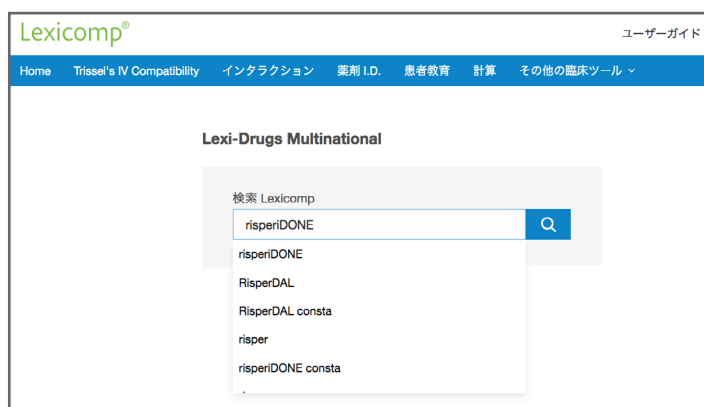 Lexicomp®
ユーザーガイド
Home Trissel's IV Compatibility インタラクション 薬剤 I.D. 患者教育 計算 その他の臨床ツール
Lexi-Drugs Multinational
検索 Lexicomp
risperiDONE
risperiDONE
RisperDAL
RisperDAL consta
risper
risperiDONE consta